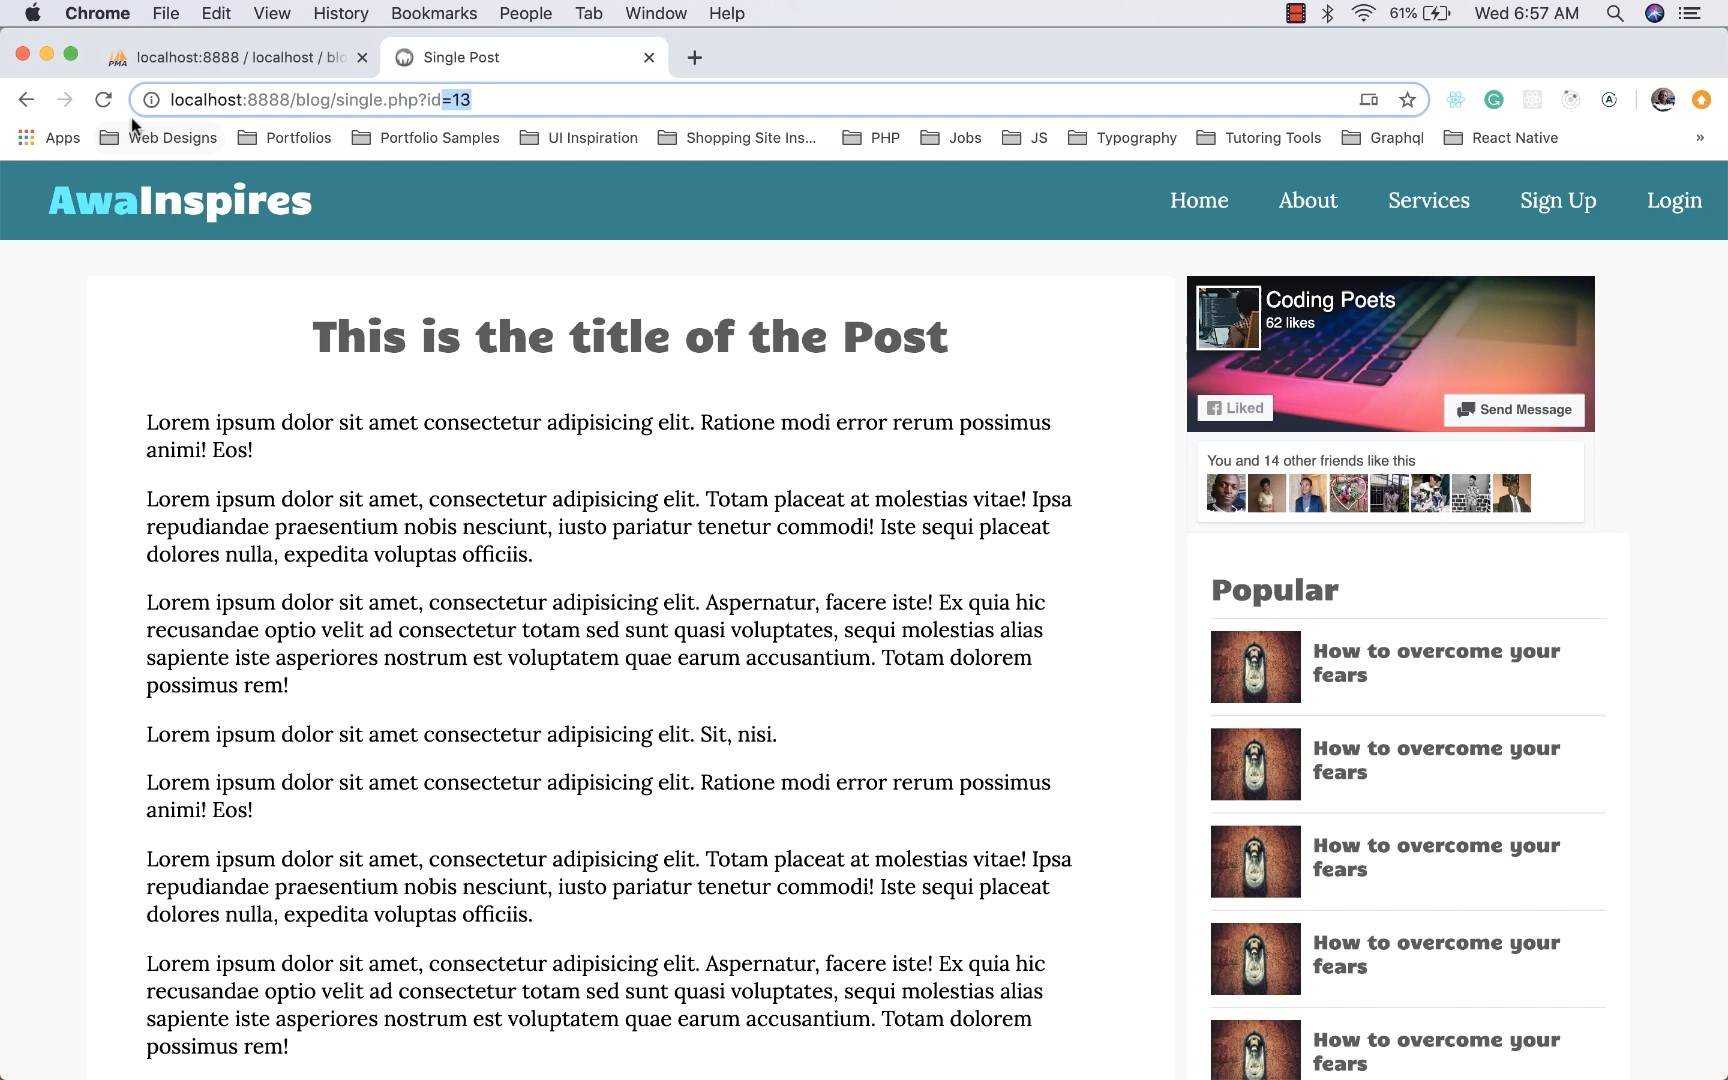 Chrome File Edit View History Bookmarks People Tab Window Help 61% Wed 6:57 AM
PMA localhost:8888 / localhost / blo Single Post
localhost:8888/blog/single.php?id=13
Apps Web Designs Portfolios Portfolio Samples UI Inspiration Shopping Site Ins... PHP Jobs JS Typography Tutoring Tools Graphql React Native »
AwaInspires Home About Services Sign Up Login
This is the title of the Post
Lorem ipsum dolor sit amet consectetur adipisicing elit. Ratione modi error rerum possimus
animi! Eos!
Lorem ipsum dolor sit amet, consectetur adipisicing elit. Totam placeat at molestias vitae! Ipsa
repudiandae praesentium nobis nesciunt, iusto pariatur tenetur commodi! Iste sequi placeat
dolores nulla, expedita voluptas officiis.
Lorem ipsum dolor sit amet, consectetur adipisicing elit. Aspernatur, facere iste! Ex quia hic
recusandae optio velit ad consectetur totam sed sunt quasi voluptates, sequi molestias alias
sapiente iste asperiores nostrum est voluptatem quae earum accusantium. Totam dolorem
possimus rem!
Lorem ipsum dolor sit amet consectetur adipisicing elit. Sit, nisi.
Lorem ipsum dolor sit amet consectetur adipisicing elit. Ratione modi error rerum possimus
animi! Eos!
Lorem ipsum dolor sit amet, consectetur adipisicing elit. Totam placeat at molestias vitae! Ipsa
repudiandae praesentium nobis nesciunt, iusto pariatur tenetur commodi! Iste sequi placeat
dolores nulla, expedita voluptas officiis.
Lorem ipsum dolor sit amet, consectetur adipisicing elit. Aspernatur, facere iste! Ex quia hic
recusandae optio velit ad consectetur totam sed sunt quasi voluptates, sequi molestias alias
sapiente iste asperiores nostrum est voluptatem quae earum accusantium. Totam dolorem
possimus rem!
Coding Poets
62 likes
Liked Send Message
You and 14 other friends like this
Popular
How to overcome your
fears
How to overcome your
fears
How to overcome your
fears
How to overcome your
fears
How to overcome your
fears